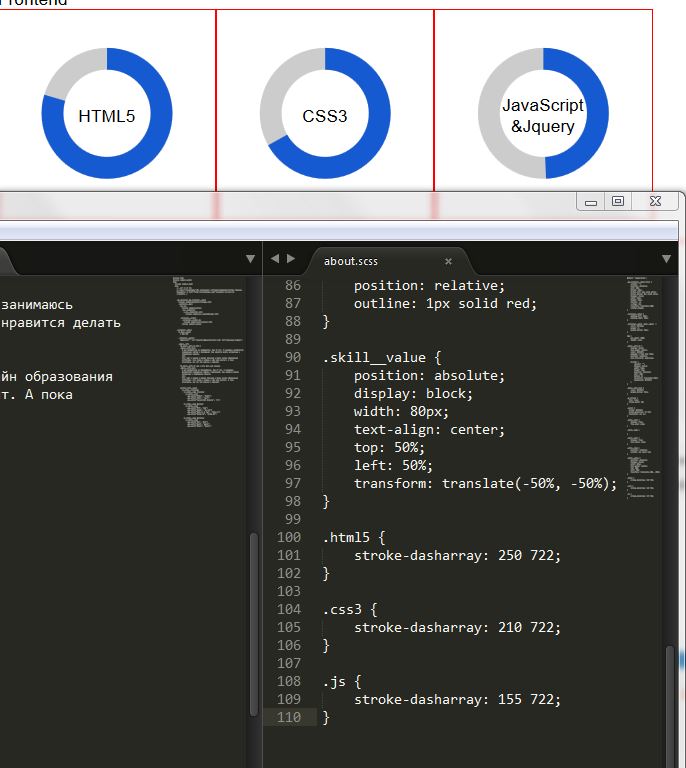 Frontend
HTML5
CSS3
JavaScript
&Jquery
about.scss
занимаюсь
нравится делать
йн образования
т. А пока
86 position: relative;
87 outline: 1px solid red;
88 }
89
90 .skill__value {
91 position: absolute;
92 display: block;
93 width: 80px;
94 text-align: center;
95 top: 50%;
96 left: 50%;
97 transform: translate(-50%, -50%);
98 }
99
100 .html5 {
101 stroke-dasharray: 250 722;
102 }
103
104 .css3 {
105 stroke-dasharray: 210 722;
106 }
107
108 .js {
109 stroke-dasharray: 155 722;
110 }